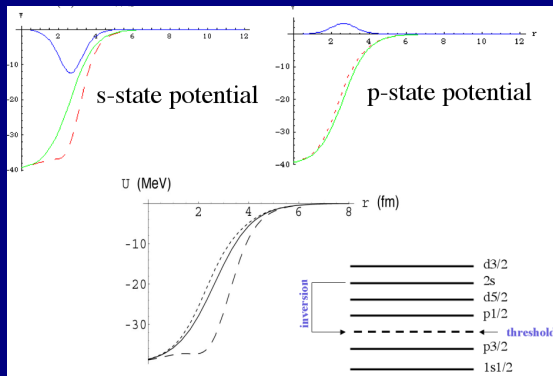 2 4 6 8 10 12
-10
-20
-30
-40
s-state potential
2 4 6 8 10 12 r
-10
-20
-30
-40
p-state potential
U (MeV)
2 4 6 8 r (fm)
-10
-20
-30
inversion
d3/2
2s
d5/2
p1/2
threshold
p3/2
1s1/2